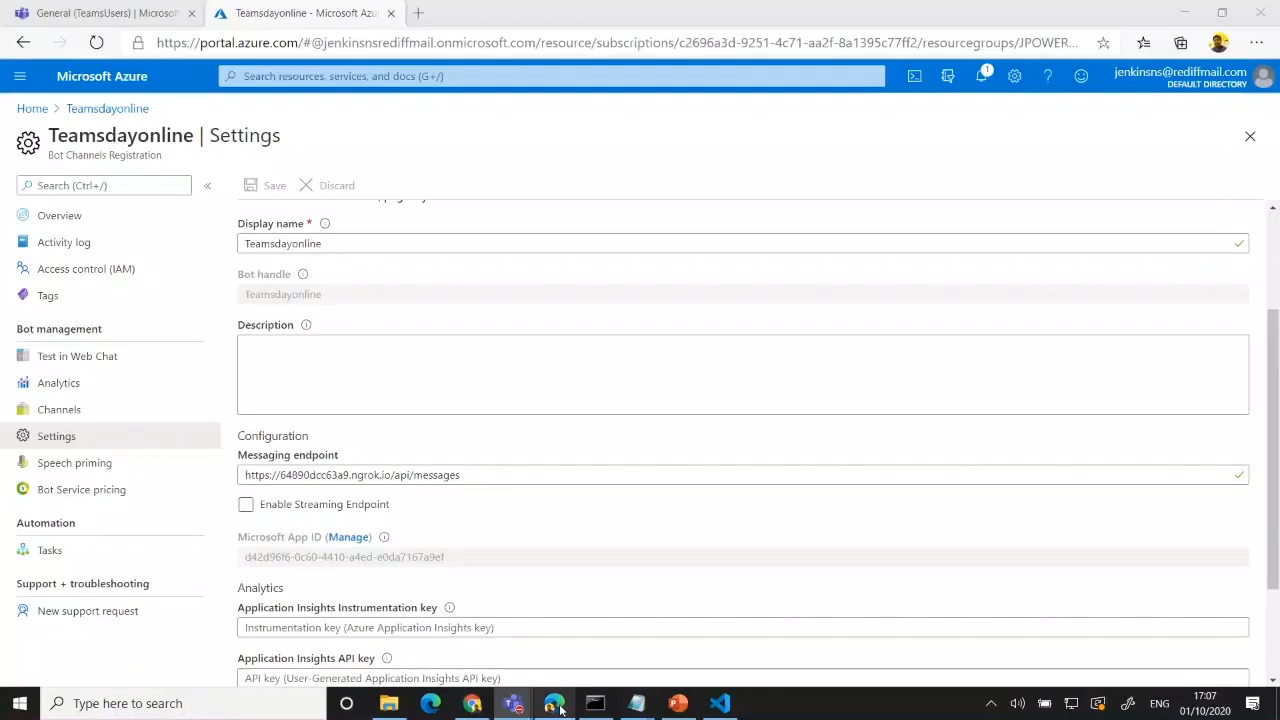 General (TeamsUsers) | Microsoft
Teamsdayonline - Microsoft Azu
https://portal.azure.com/#@jenkinsnsrediffmail.onmicrosoft.com/resource/subscriptions/c2696a3d-9251-4c71-aa2f-8a1395c77ff2/resourcegroups/JPOWER...
Microsoft Azure
Search resources, services, and docs (G+/)
1
jenkinsns@rediffmail.com
DEFAULT DIRECTORY
Home > Teamsdayonline
Teamsdayonline | Settings
Bot Channels Registration
Search (Ctrl+/)
«
Save
Discard
Overview
Activity log
Access control (IAM)
Tags
Bot management
Test in Web Chat
Analytics
Channels
Settings
Speech priming
Bot Service pricing
Automation
Tasks
Support + troubleshooting
New support request
Display name *
Teamsdayonline
Bot handle
Teamsdayonline
Description
Configuration
Messaging endpoint
https://64890dcc63a9.ngrok.io/api/messages
Enable Streaming Endpoint
Microsoft App ID (Manage)
d42d96f6-0c60-4410-a4ed-e0da7167a9ef
Analytics
Application Insights Instrumentation key
Instrumentation key (Azure Application Insights key)
Application Insights API key
API key (User-Generated Application Insights API key)
Type here to search
ENG
17:07
01/10/2020